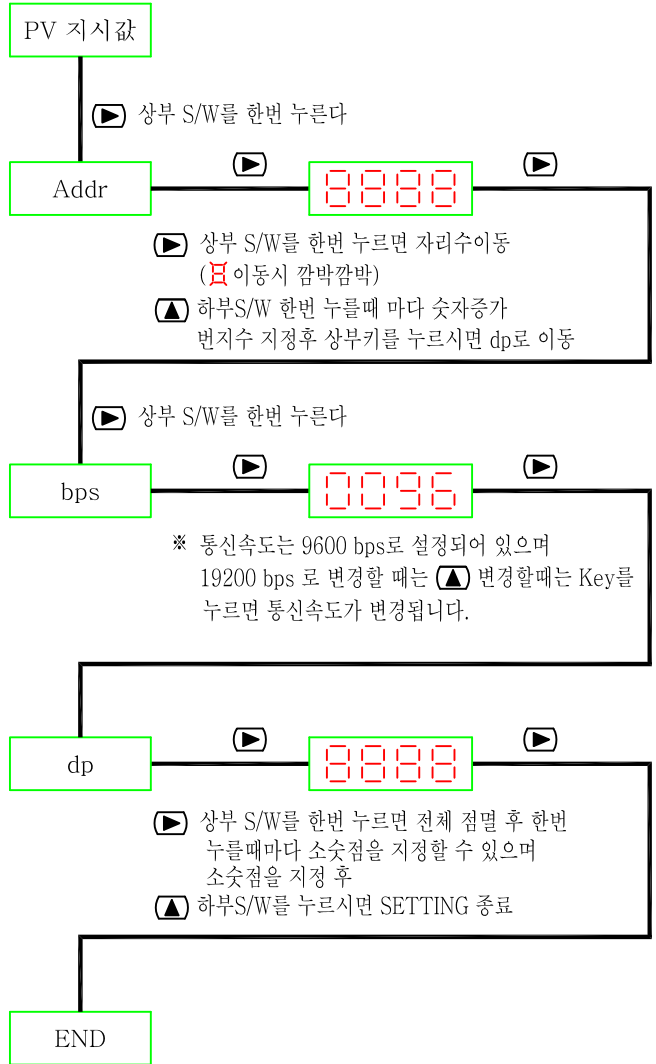 PV 지시값
상부 S/W를 한번 누른다
Addr
8888
상부 S/W를 한번 누르면 자리수이동
(8 이동시 깜박깜박)
하부S/W 한번 누를때 마다 숫자증가
번지수 지정후 상부키를 누르시면 dp로 이동
상부 S/W를 한번 누른다
bps
0096
※ 통신속도는 9600 bps로 설정되어 있으며
19200 bps 로 변경할 때는 변경할때는 Key를
누르면 통신속도가 변경됩니다.
dp
8888
상부 S/W를 한번 누르면 전체 점멸 후 한번
누를때마다 소숫점을 지정할 수 있으며
소숫점을 지정 후
하부S/W를 누르시면 SETTING 종료
END